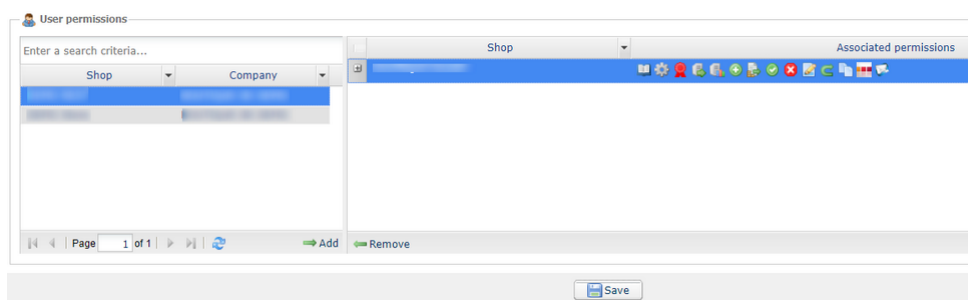 User permissions
Enter a search criteria...
Shop Company
Shop Associated permissions
Page 1 of 1 Add Remove
Save